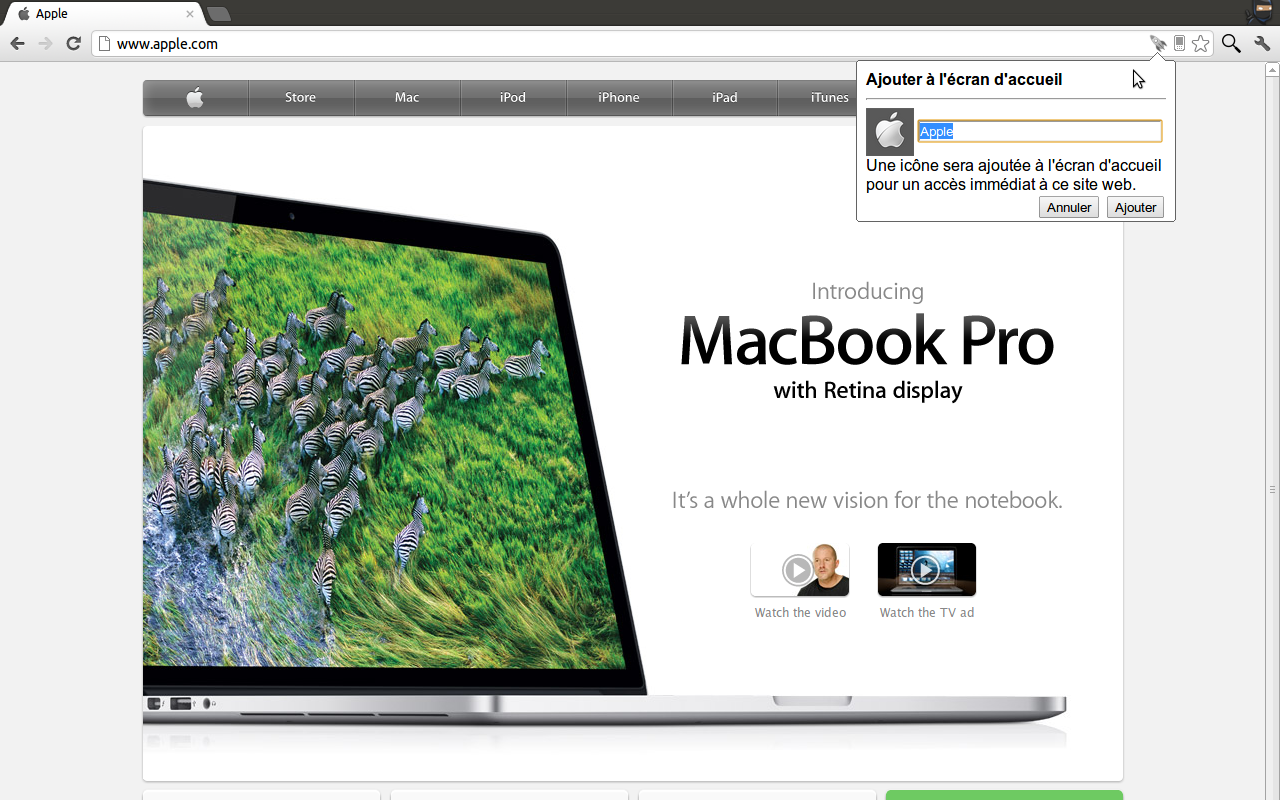 Apple
www.apple.com
Ajouter à l'écran d'accueil
Apple
Une icône sera ajoutée à l'écran d'accueil
pour un accès immédiat à ce site web.
Annuler Ajouter
Store Mac iPod iPhone iPad iTunes
Introducing
MacBook Pro
with Retina display
It's a whole new vision for the notebook.
Watch the video Watch the TV ad